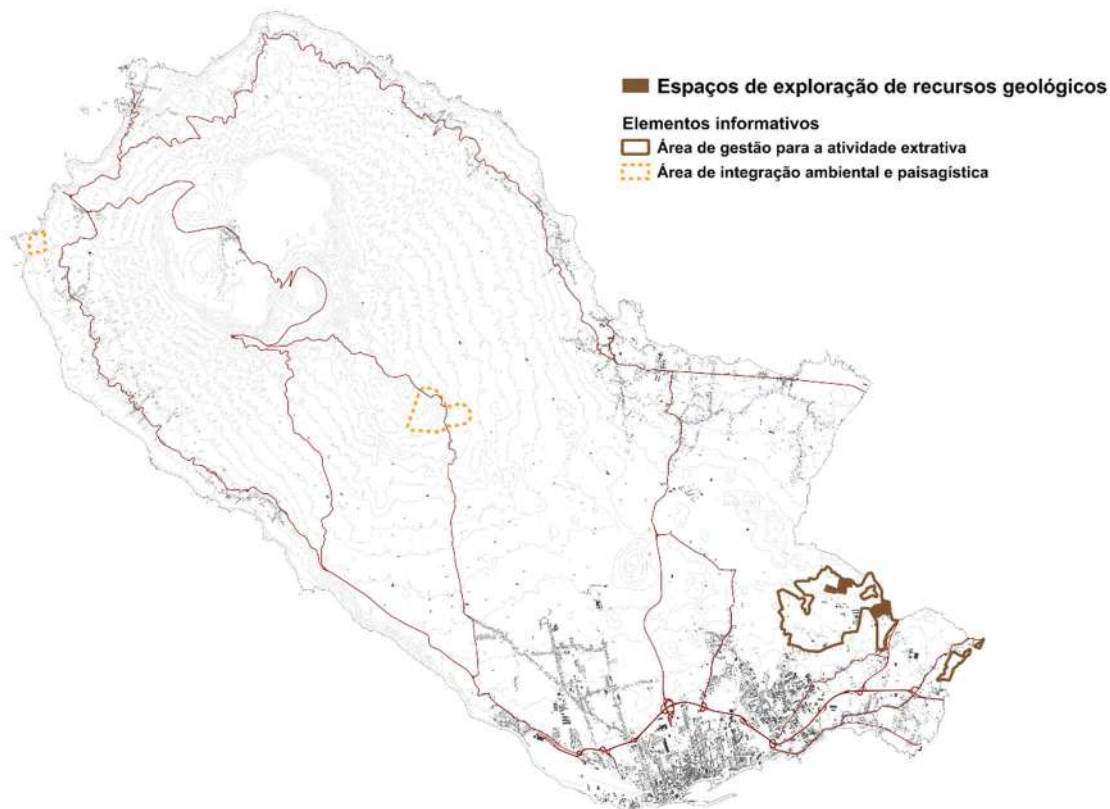 Espaços de exploração de recursos geológicos
Elementos informativos
Área de gestão para a atividade extrativa
Área de integração ambiental e paisagística